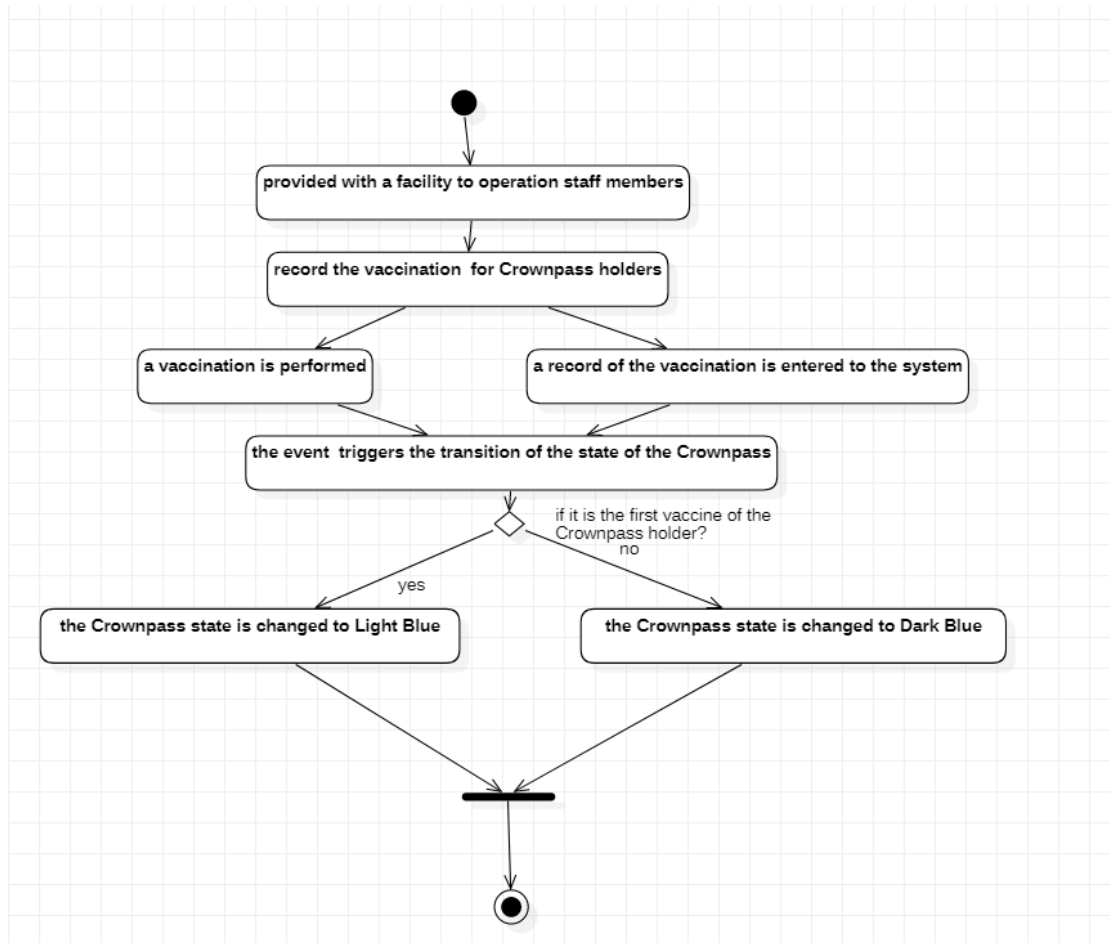 provided with a facility to operation staff members
record the vaccination  for Crownpass holders
a vaccination is performed
a record of the vaccination is entered to the system
the event  triggers the transition of the state of the Crownpass
if it is the first vaccine of the
Crownpass holder?
no
yes
the Crownpass state is changed to Light Blue
the Crownpass state is changed to Dark Blue